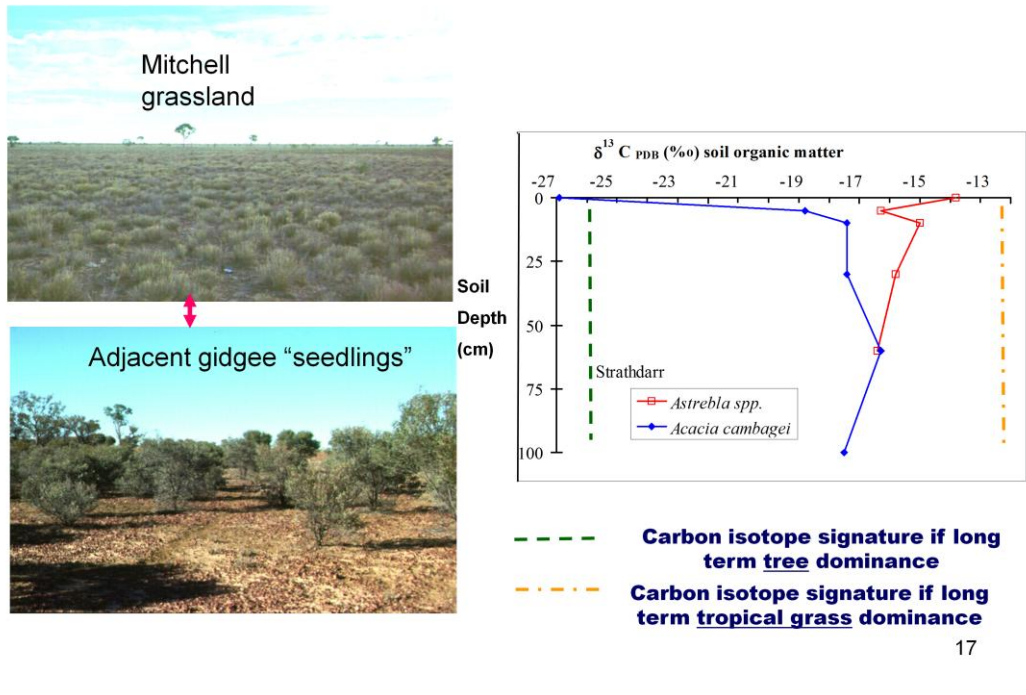 Mitchell
grassland
Adjacent gidgee “seedlings”
Soil
Depth
(cm)
δ¹³ C PDB (‰) soil organic matter
-27 -25 -23 -21 -19 -17 -15 -13
0
25
50
75
100
Strathdarr
Astrebla spp.
Acacia cambagei
Carbon isotope signature if long
term tree dominance
Carbon isotope signature if long
term tropical grass dominance
17